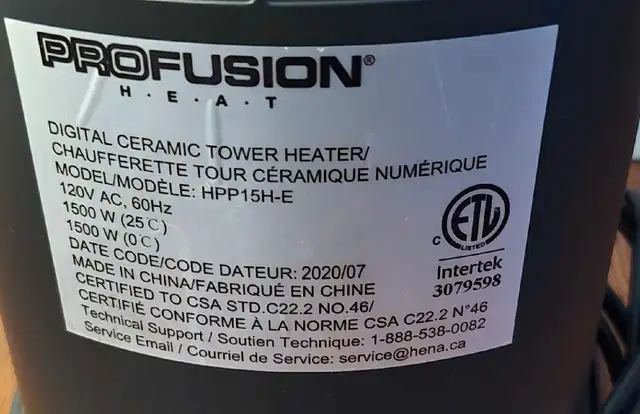 PROFUSION®
H·E·A·T
DIGITAL CERAMIC TOWER HEATER/
CHAUFFERETTE TOUR CÉRAMIQUE NUMÉRIQUE
MODEL/MODÈLE: HPP15H-E
120V AC, 60Hz
1500 W (25℃)
1500 W (0℃)
DATE CODE/CODE DATEUR: 2020/07
MADE IN CHINA/FABRIQUÉ EN CHINE
CERTIFIED TO CSA STD.C22.2 NO.46/
CERTIFIÉ CONFORME À LA NORME CSA C22.2 N°46
Technical Support / Soutien Technique: 1-888-538-0082
Service Email / Courriel de Service: service@hena.ca
ETL
C LISTED
Intertek
3079598